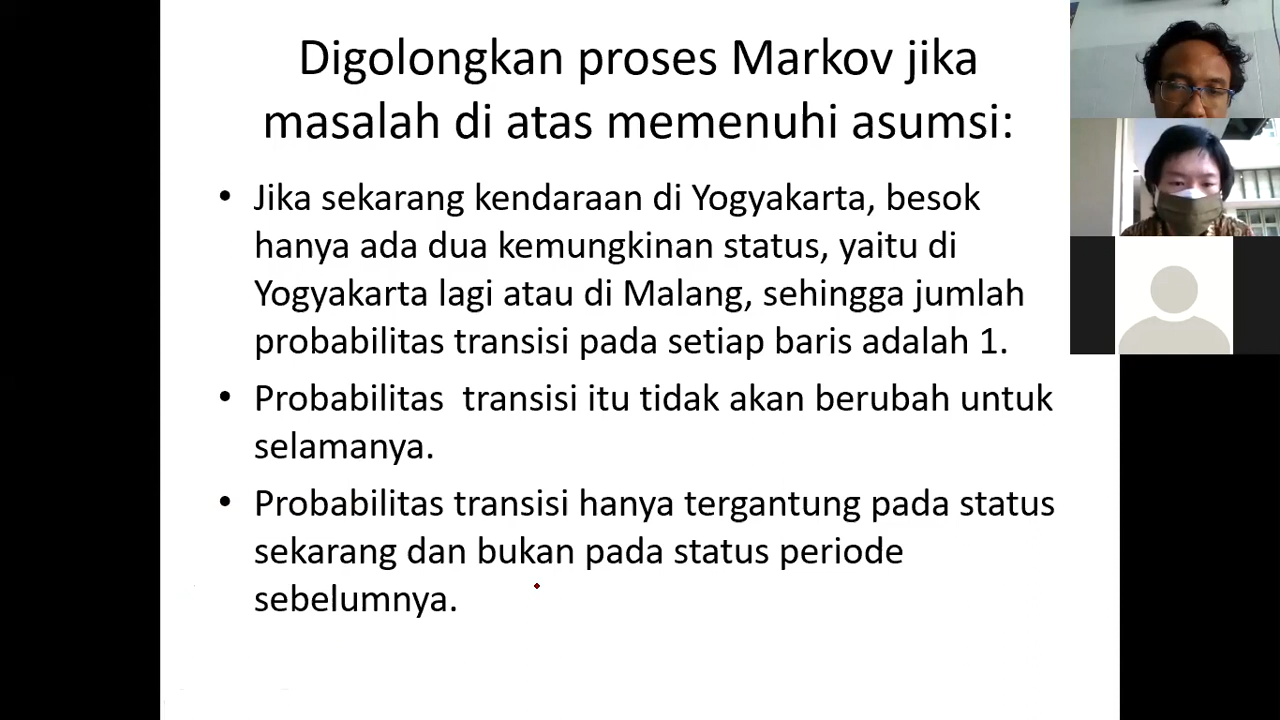 Digolongkan proses Markov jika
masalah di atas memenuhi asumsi:
• Jika sekarang kendaraan di Yogyakarta, besok
hanya ada dua kemungkinan status, yaitu di
Yogyakarta lagi atau di Malang, sehingga jumlah
probabilitas transisi pada setiap baris adalah 1.
• Probabilitas  transisi itu tidak akan berubah untuk
selamanya.
• Probabilitas transisi hanya tergantung pada status
sekarang dan bukan pada status periode
sebelumnya.